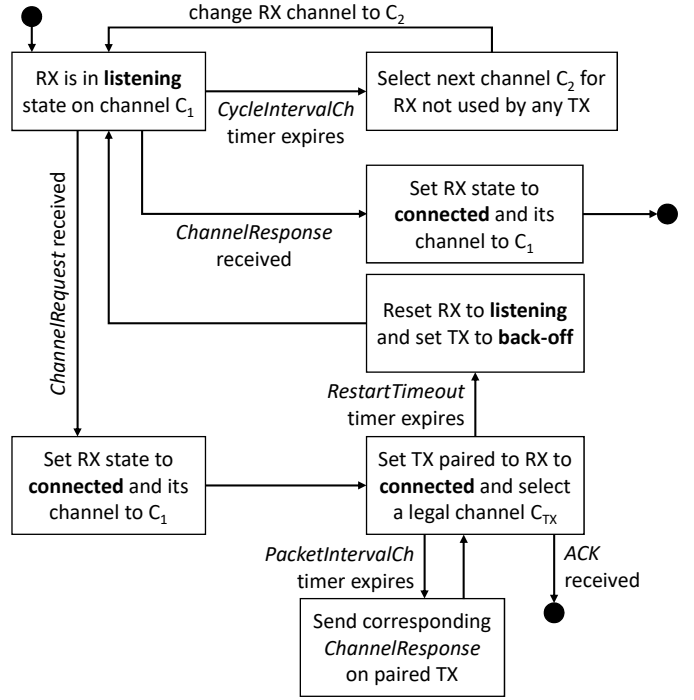 change RX channel to C₂
RX is in listening
state on channel C₁
CycleIntervalCh
timer expires
Select next channel C₂ for
RX not used by any TX
ChannelRequest received
ChannelResponse
received
Set RX state to
connected and its
channel to C₁
Reset RX to listening
and set TX to back-off
RestartTimeout
timer expires
Set RX state to
connected and its
channel to C₁
Set TX paired to RX to
connected and select
a legal channel C_TX
PacketIntervalCh
timer expires
ACK
received
Send corresponding
ChannelResponse
on paired TX